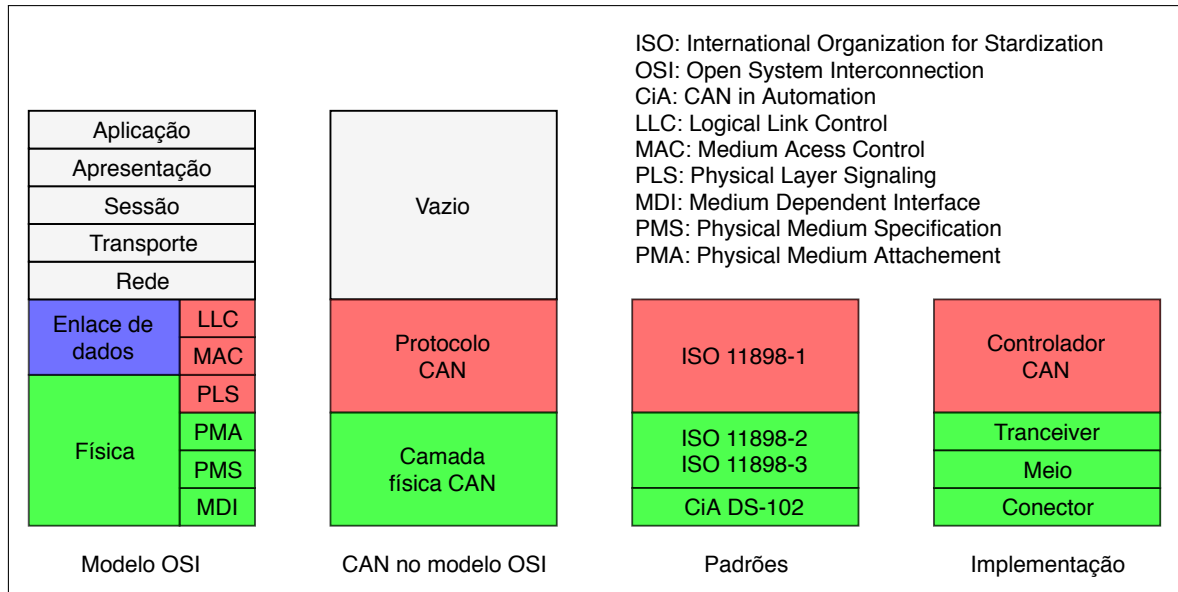 ISO: International Organization for Stardization
OSI: Open System Interconnection
CiA: CAN in Automation
LLC: Logical Link Control
MAC: Medium Acess Control
PLS: Physical Layer Signaling
MDI: Medium Dependent Interface
PMS: Physical Medium Specification
PMA: Physical Medium Attachement
Aplicação
Apresentação
Sessão
Transporte
Rede
Enlace de
dados
LLC
MAC
Física
PLS
PMA
PMS
MDI
Modelo OSI
Vazio
Protocolo
CAN
Camada
física CAN
CAN no modelo OSI
ISO 11898-1
ISO 11898-2
ISO 11898-3
CiA DS-102
Padrões
Controlador
CAN
Tranceiver
Meio
Conector
Implementação